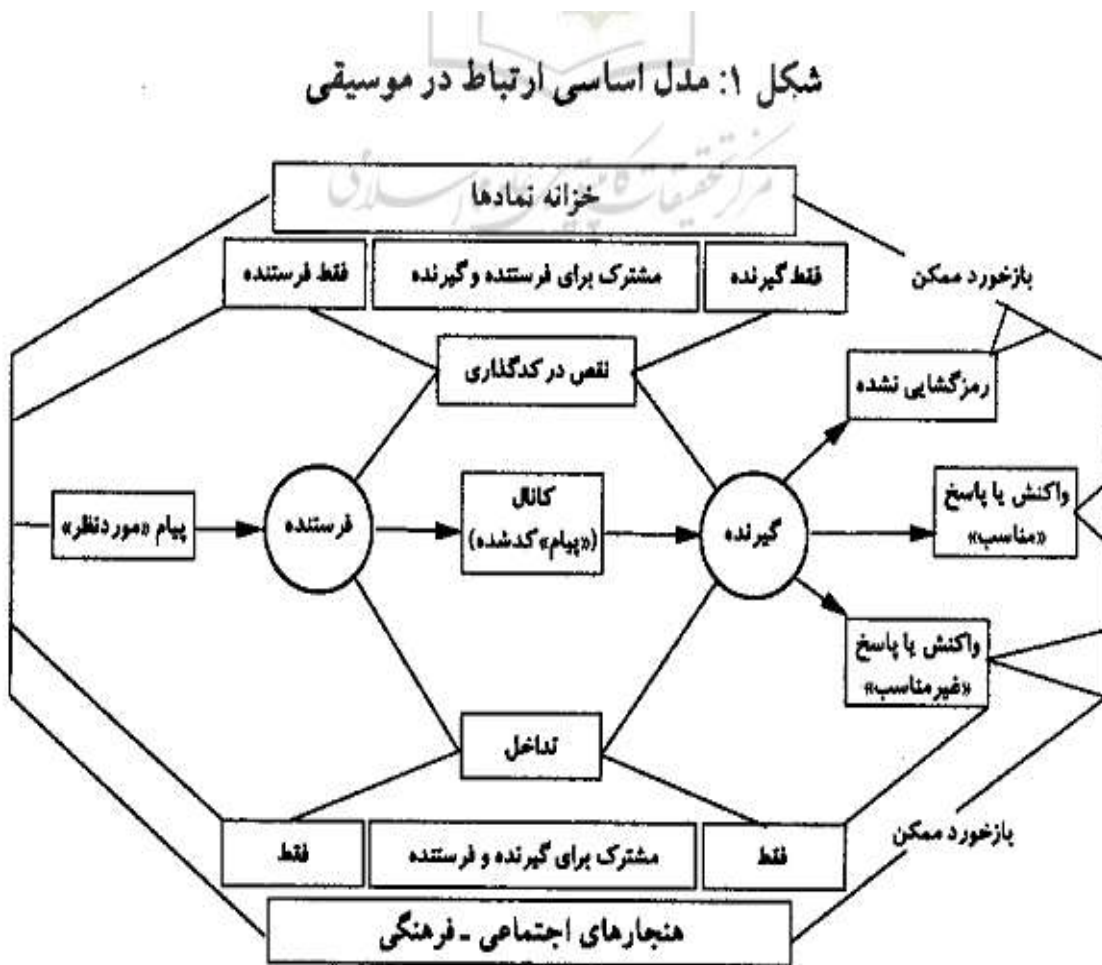 شکل ۱: مدل اساسی ارتباط در موسیقی
خزانه نمادها
فقط گیرنده
مشترک برای فرستنده و گیرنده
فقط فرستنده
بازخورد ممکن
نقص در کدگذاری
رمزگشایی نشده
پیام «موردنظر»
فرستنده
کانال
(«پیام» کدشده)
گیرنده
واکنش یا پاسخ
«مناسب»
واکنش یا پاسخ
«غیرمناسب»
تداخل
بازخورد ممکن
فقط
مشترک برای گیرنده و فرستنده
فقط
هنجارهای اجتماعی ـ فرهنگی